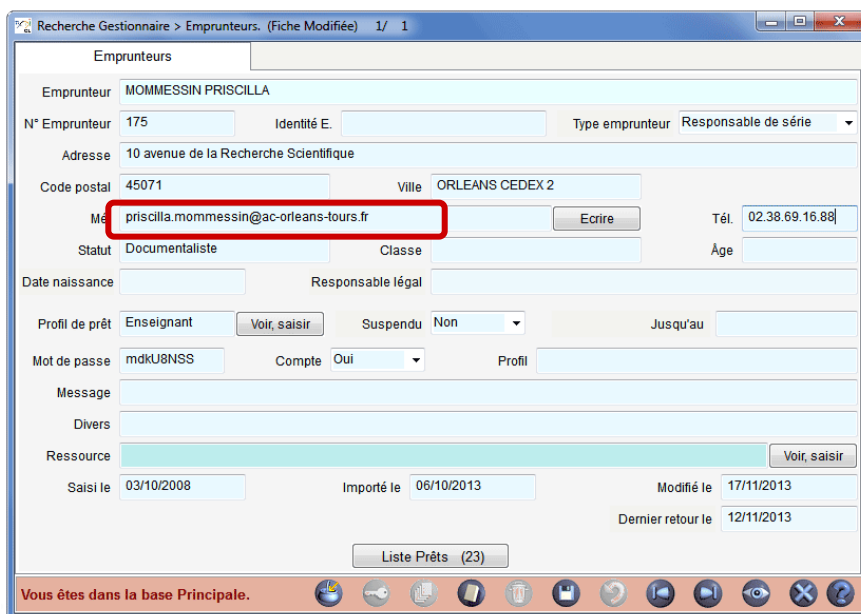 Recherche Gestionnaire > Emprunteurs. (Fiche Modifiée) 1/ 1
Emprunteurs
Emprunteur MOMMESSIN PRISCILLA
N° Emprunteur 175 Identité E. Type emprunteur Responsable de série
Adresse 10 avenue de la Recherche Scientifique
Code postal 45071 Ville ORLEANS CEDEX 2
Mél priscilla.mommessin@ac-orleans-tours.fr Ecrire Tél. 02.38.69.16.88
Statut Documentaliste Classe Âge
Date naissance Responsable légal
Profil de prêt Enseignant Voir, saisir Suspendu Non Jusqu'au
Mot de passe mdkU8NSS Compte Oui Profil
Message
Divers
Ressource Voir, saisir
Saisi le 03/10/2008 Importé le 06/10/2013 Modifié le 17/11/2013
Dernier retour le 12/11/2013
Liste Prêts (23)
Vous êtes dans la base Principale.